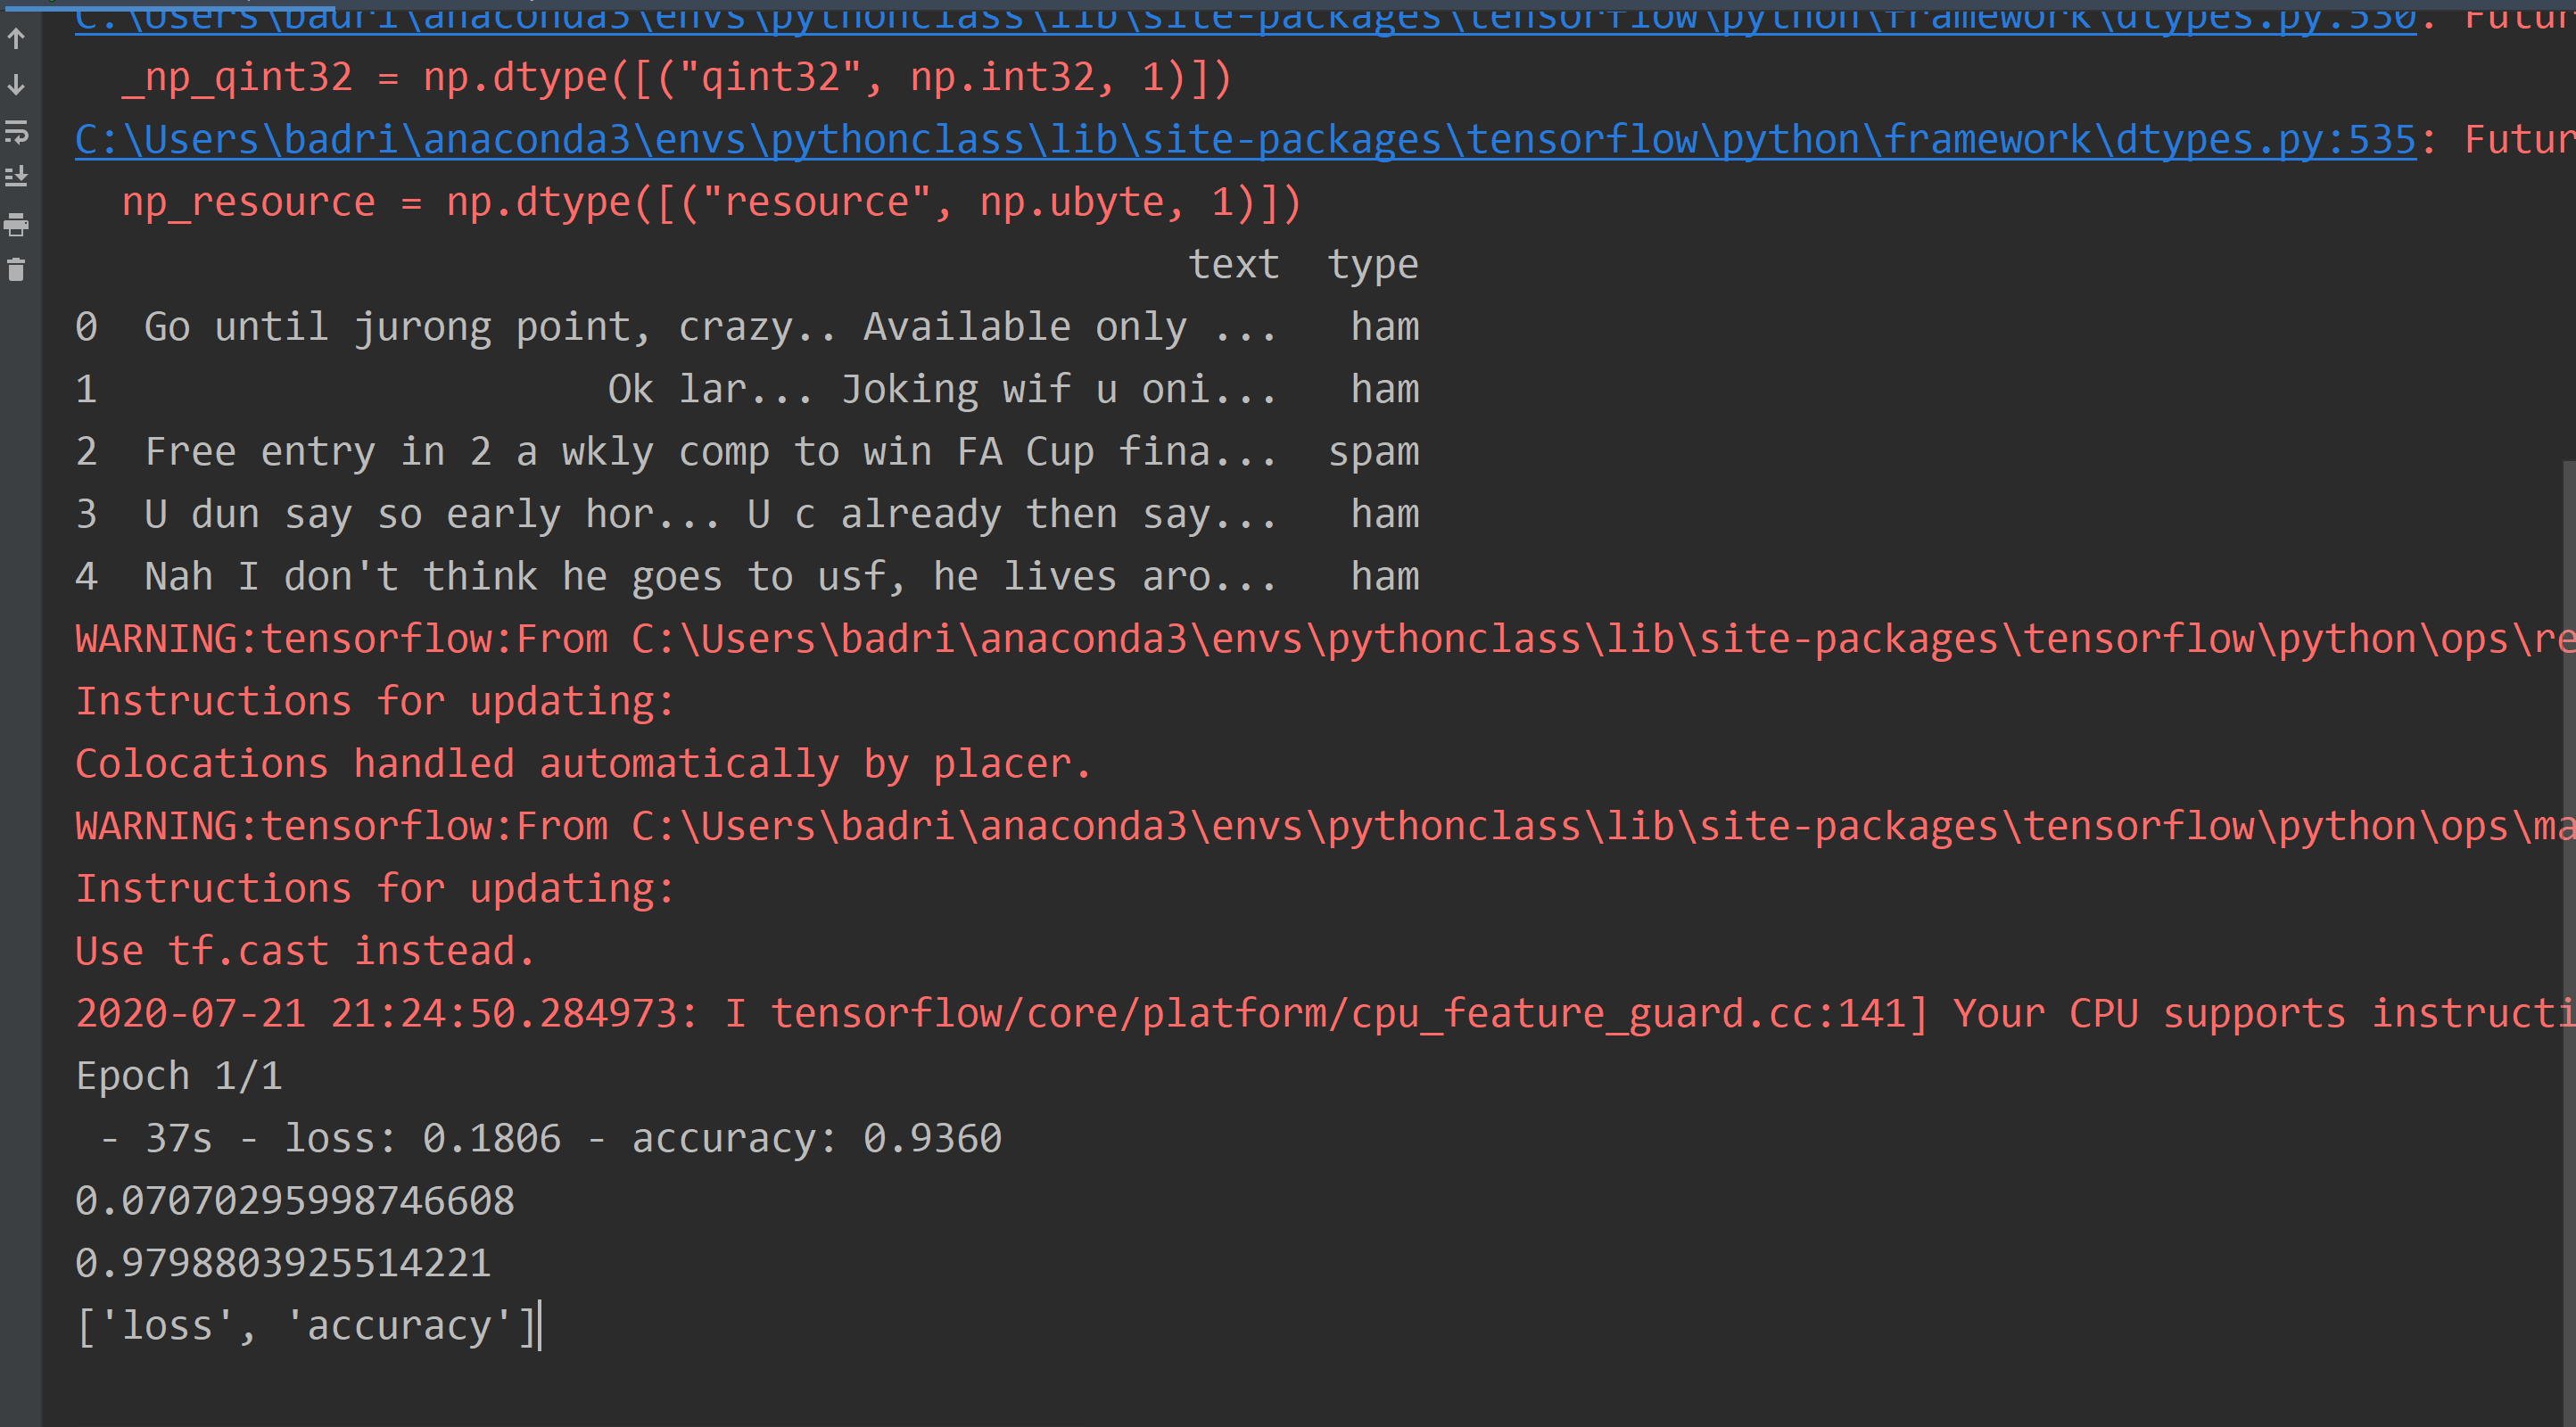 C:\Users\badri\anaconda3\envs\pythonclass\lib\site-packages\tensorflow\python\framework\dtypes.py:530: Futur
  _np_qint32 = np.dtype([("qint32", np.int32, 1)])
C:\Users\badri\anaconda3\envs\pythonclass\lib\site-packages\tensorflow\python\framework\dtypes.py:535: Futur
  np_resource = np.dtype([("resource", np.ubyte, 1)])
text  type
0  Go until jurong point, crazy.. Available only ...   ham
1  Ok lar... Joking wif u oni...   ham
2  Free entry in 2 a wkly comp to win FA Cup fina...  spam
3  U dun say so early hor... U c already then say...   ham
4  Nah I don't think he goes to usf, he lives aro...   ham
WARNING:tensorflow:From C:\Users\badri\anaconda3\envs\pythonclass\lib\site-packages\tensorflow\python\ops\re
Instructions for updating:
Colocations handled automatically by placer.
WARNING:tensorflow:From C:\Users\badri\anaconda3\envs\pythonclass\lib\site-packages\tensorflow\python\ops\ma
Instructions for updating:
Use tf.cast instead.
2020-07-21 21:24:50.284973: I tensorflow/core/platform/cpu_feature_guard.cc:141] Your CPU supports instructi
Epoch 1/1
 - 37s - loss: 0.1806 - accuracy: 0.9360
0.07070295998746608
0.9798803925514221
['loss', 'accuracy']